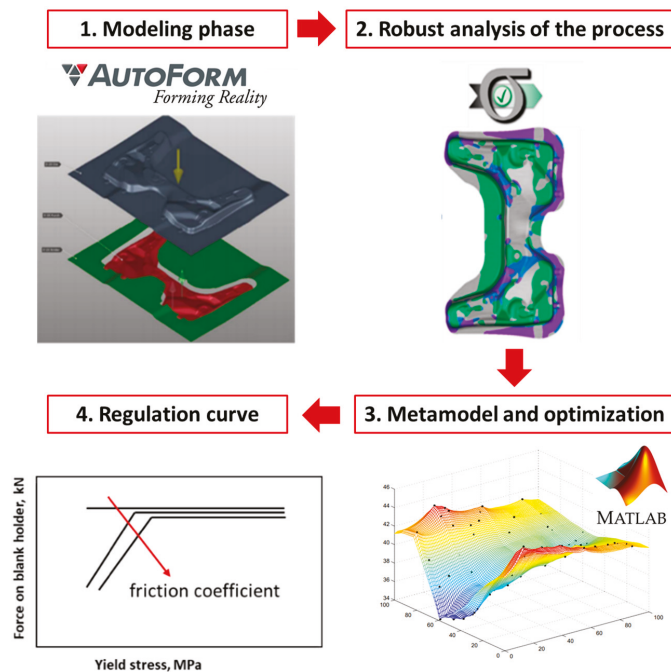 1. Modeling phase
2. Robust analysis of the process
AUTOFORM
Forming Reality
3. Metamodel and optimization
4. Regulation curve
MATLAB
46
44
42
40
38
36
34
100
80
60
40
20
0
0
20
40
60
80
100
Force on blank holder, kN
friction coefficient
Yield stress, MPa